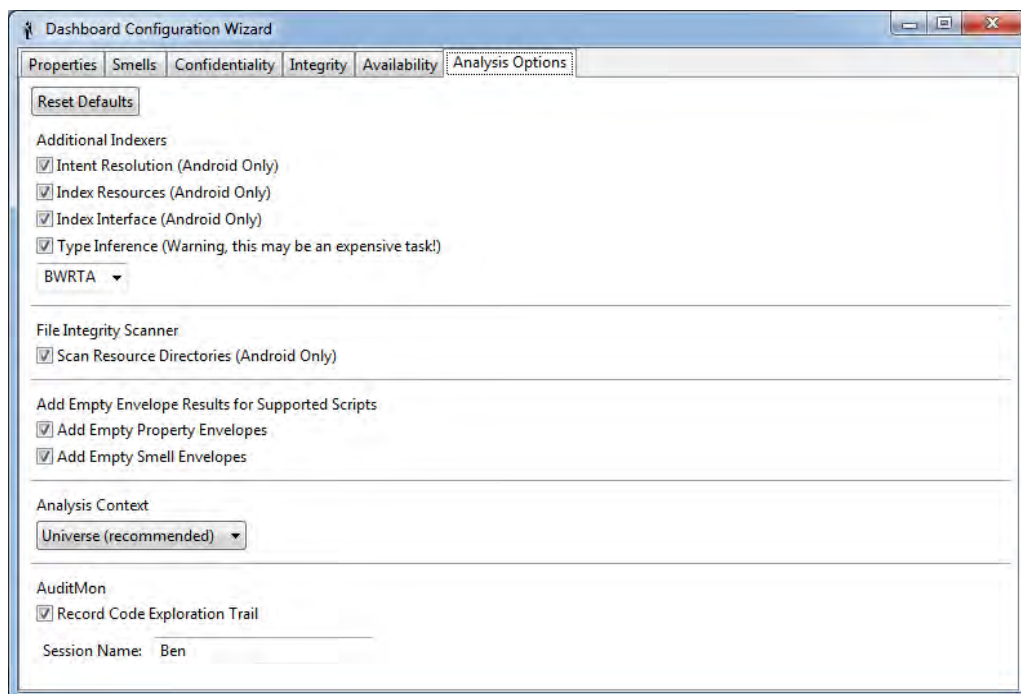 Dashboard Configuration Wizard
Properties Smells Confidentiality Integrity Availability Analysis Options
Reset Defaults
Additional Indexers
Intent Resolution (Android Only)
Index Resources (Android Only)
Index Interface (Android Only)
Type Inference (Warning, this may be an expensive task!)
BWRTA
File Integrity Scanner
Scan Resource Directories (Android Only)
Add Empty Envelope Results for Supported Scripts
Add Empty Property Envelopes
Add Empty Smell Envelopes
Analysis Context
Universe (recommended)
AuditMon
Record Code Exploration Trail
Session Name: Ben